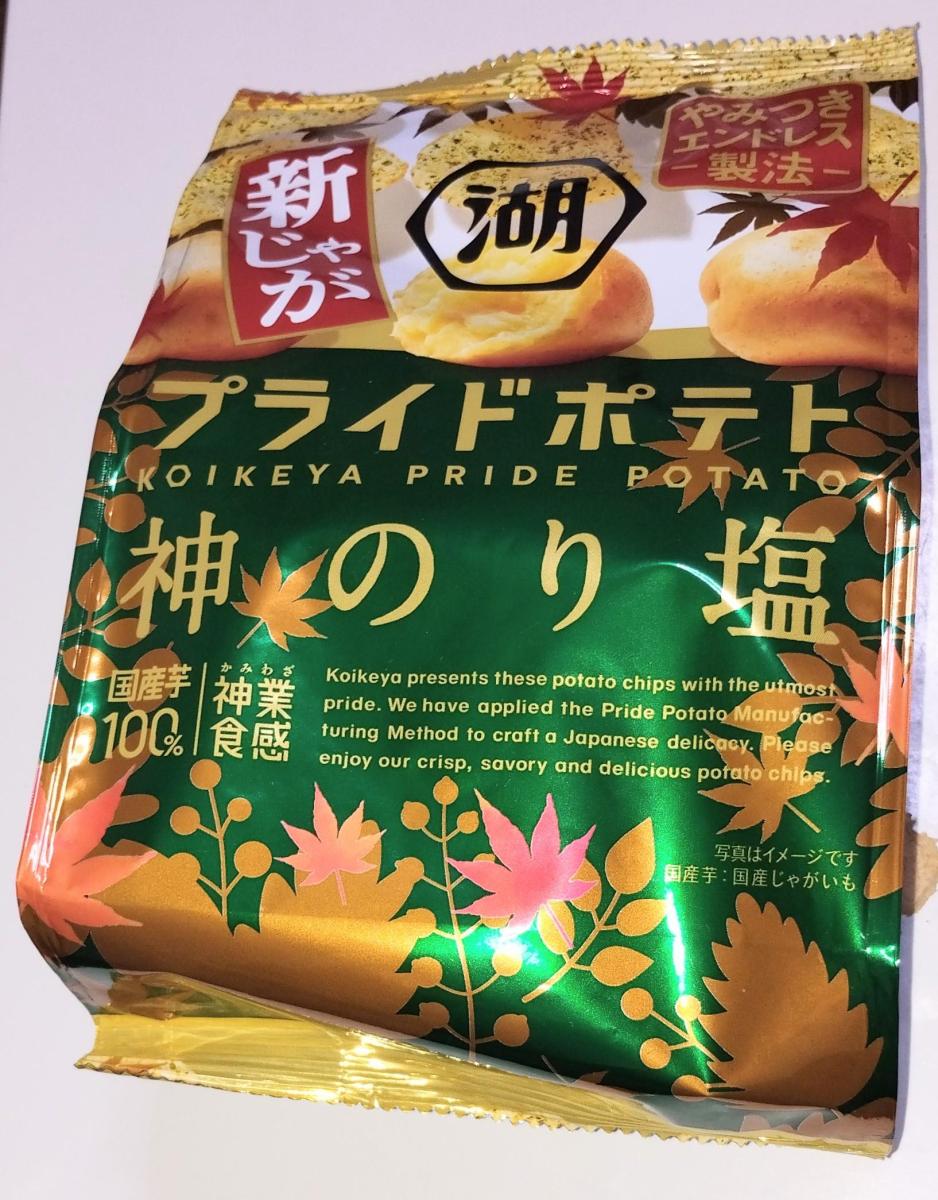 新じゃが
湖
やみつき
エンドレス
製法
プライドポテト
KOIKEYA PRIDE POTATO
神のり塩
国産芋
100%
かみわざ
神業
食感
Koikeya presents these potato chips with the utmost
pride. We have applied the Pride Potato Manufac-
turing Method to craft a Japanese delicacy. Please
enjoy our crisp, savory and delicious potato chips.
写真はイメージです
国産芋：国産じゃがいも